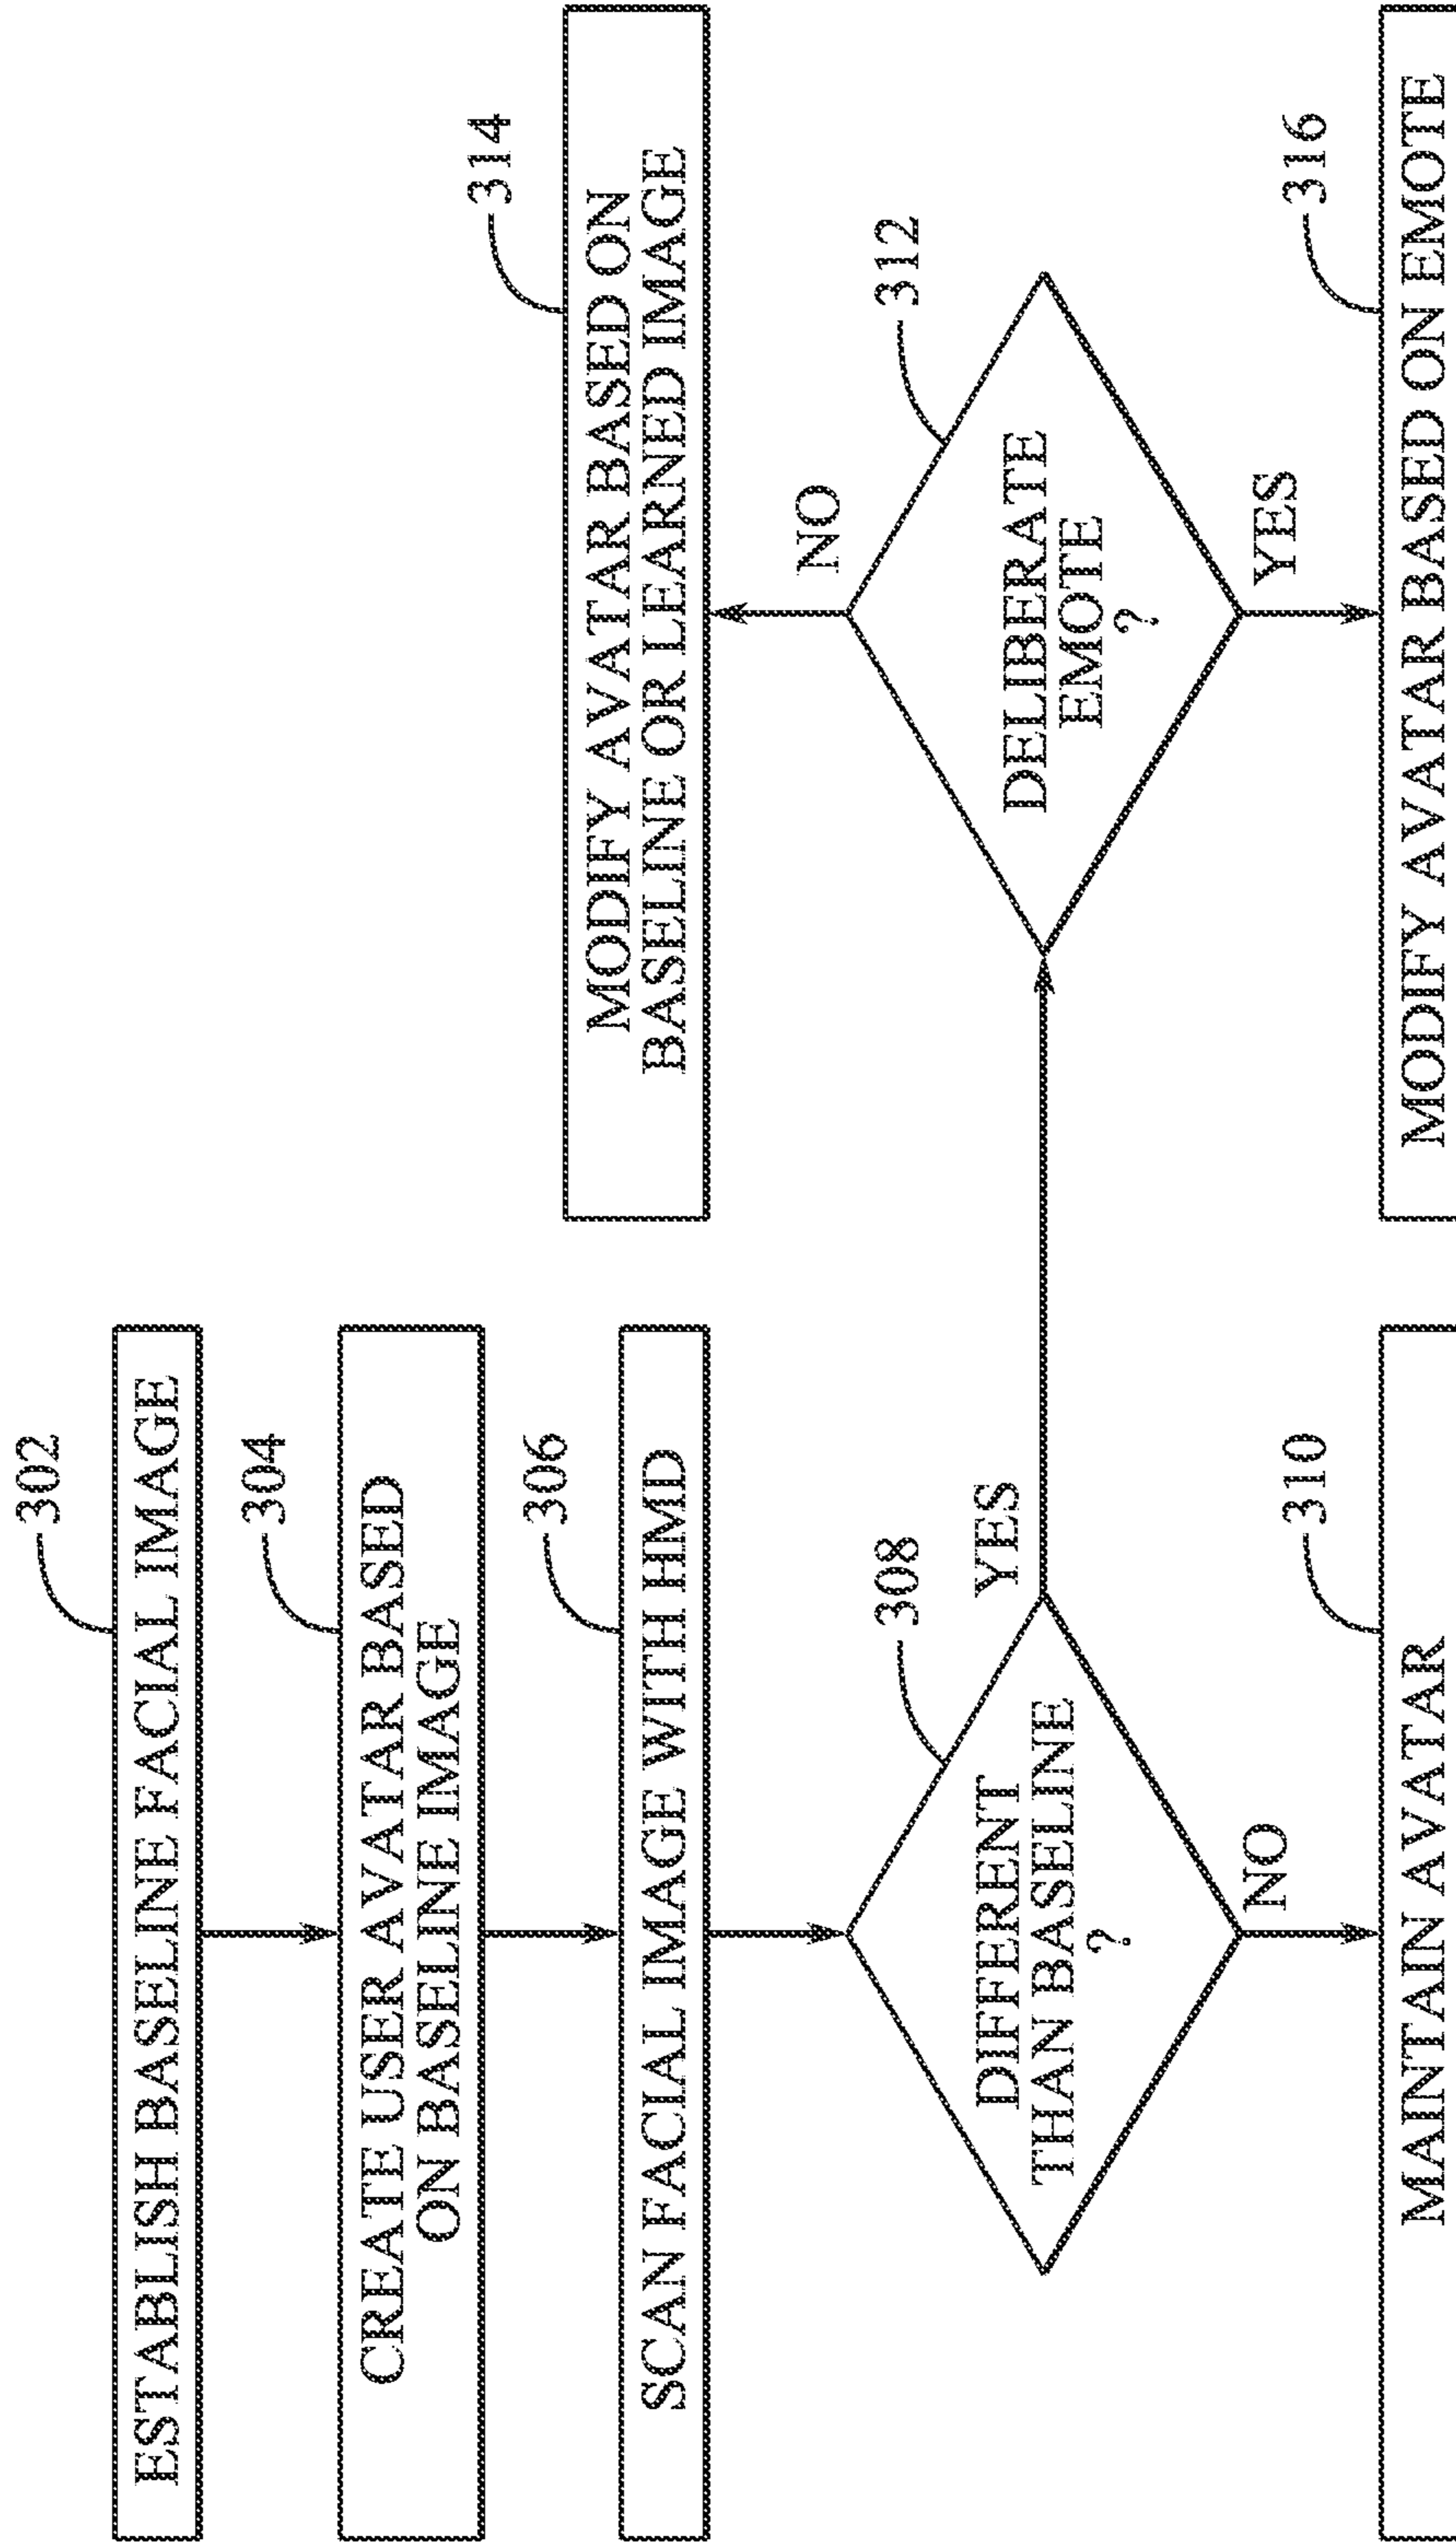 302
ESTABLISH BASELINE FACIAL IMAGE
304
CREATE USER AVATAR BASED
ON BASELINE IMAGE
306
SCAN FACIAL IMAGE WITH HMD
308
DIFFERENT
THAN BASELINE
?
YES
NO
310
MAINTAIN AVATAR
312
DELIBERATE
EMOTE
?
NO
YES
314
MODIFY AVATAR BASED ON
BASELINE OR LEARNED IMAGE
316
MODIFY AVATAR BASED ON EMOTE